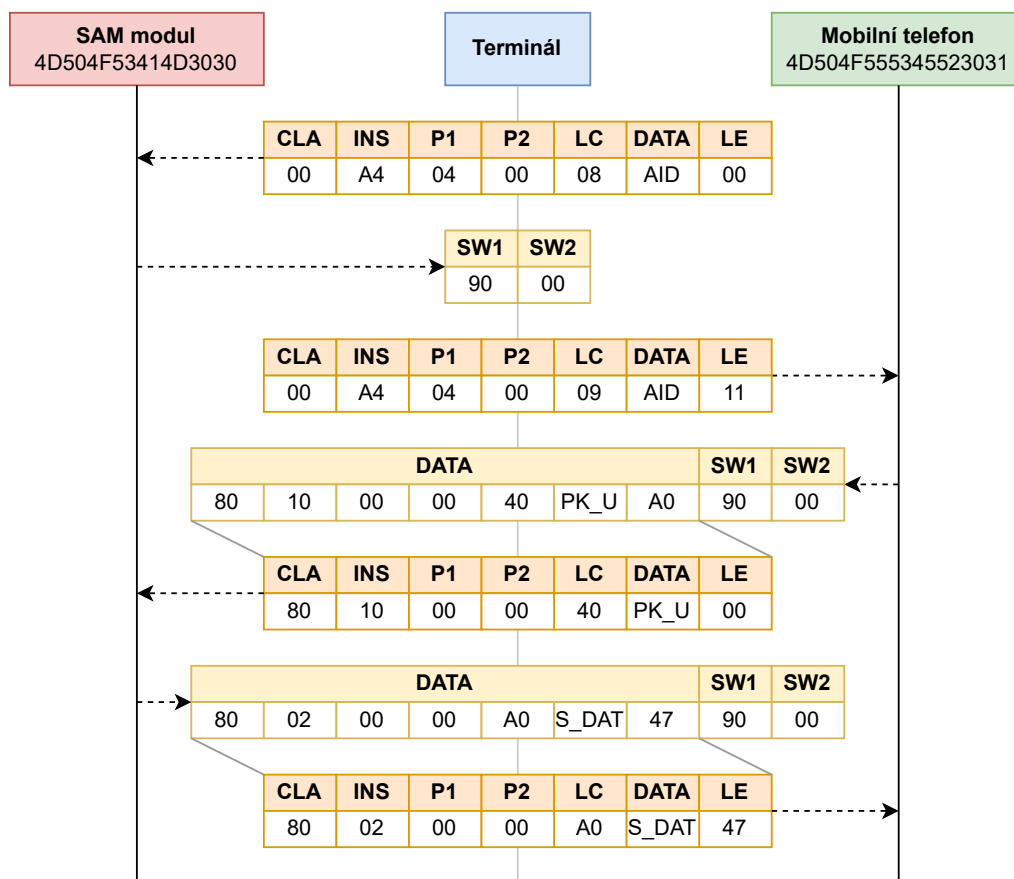 SAM modul
4D504F53414D3030
Terminál
Mobilní telefon
4D504F555345523031
CLA INS P1 P2 LC DATA LE
00 A4 04 00 08 AID 00
SW1 SW2
90 00
CLA INS P1 P2 LC DATA LE
00 A4 04 00 09 AID 11
DATA SW1 SW2
80 10 00 00 40 PK_U A0 90 00
CLA INS P1 P2 LC DATA LE
80 10 00 00 40 PK_U 00
DATA SW1 SW2
80 02 00 00 A0 S_DAT 47 90 00
CLA INS P1 P2 LC DATA LE
80 02 00 00 A0 S_DAT 47